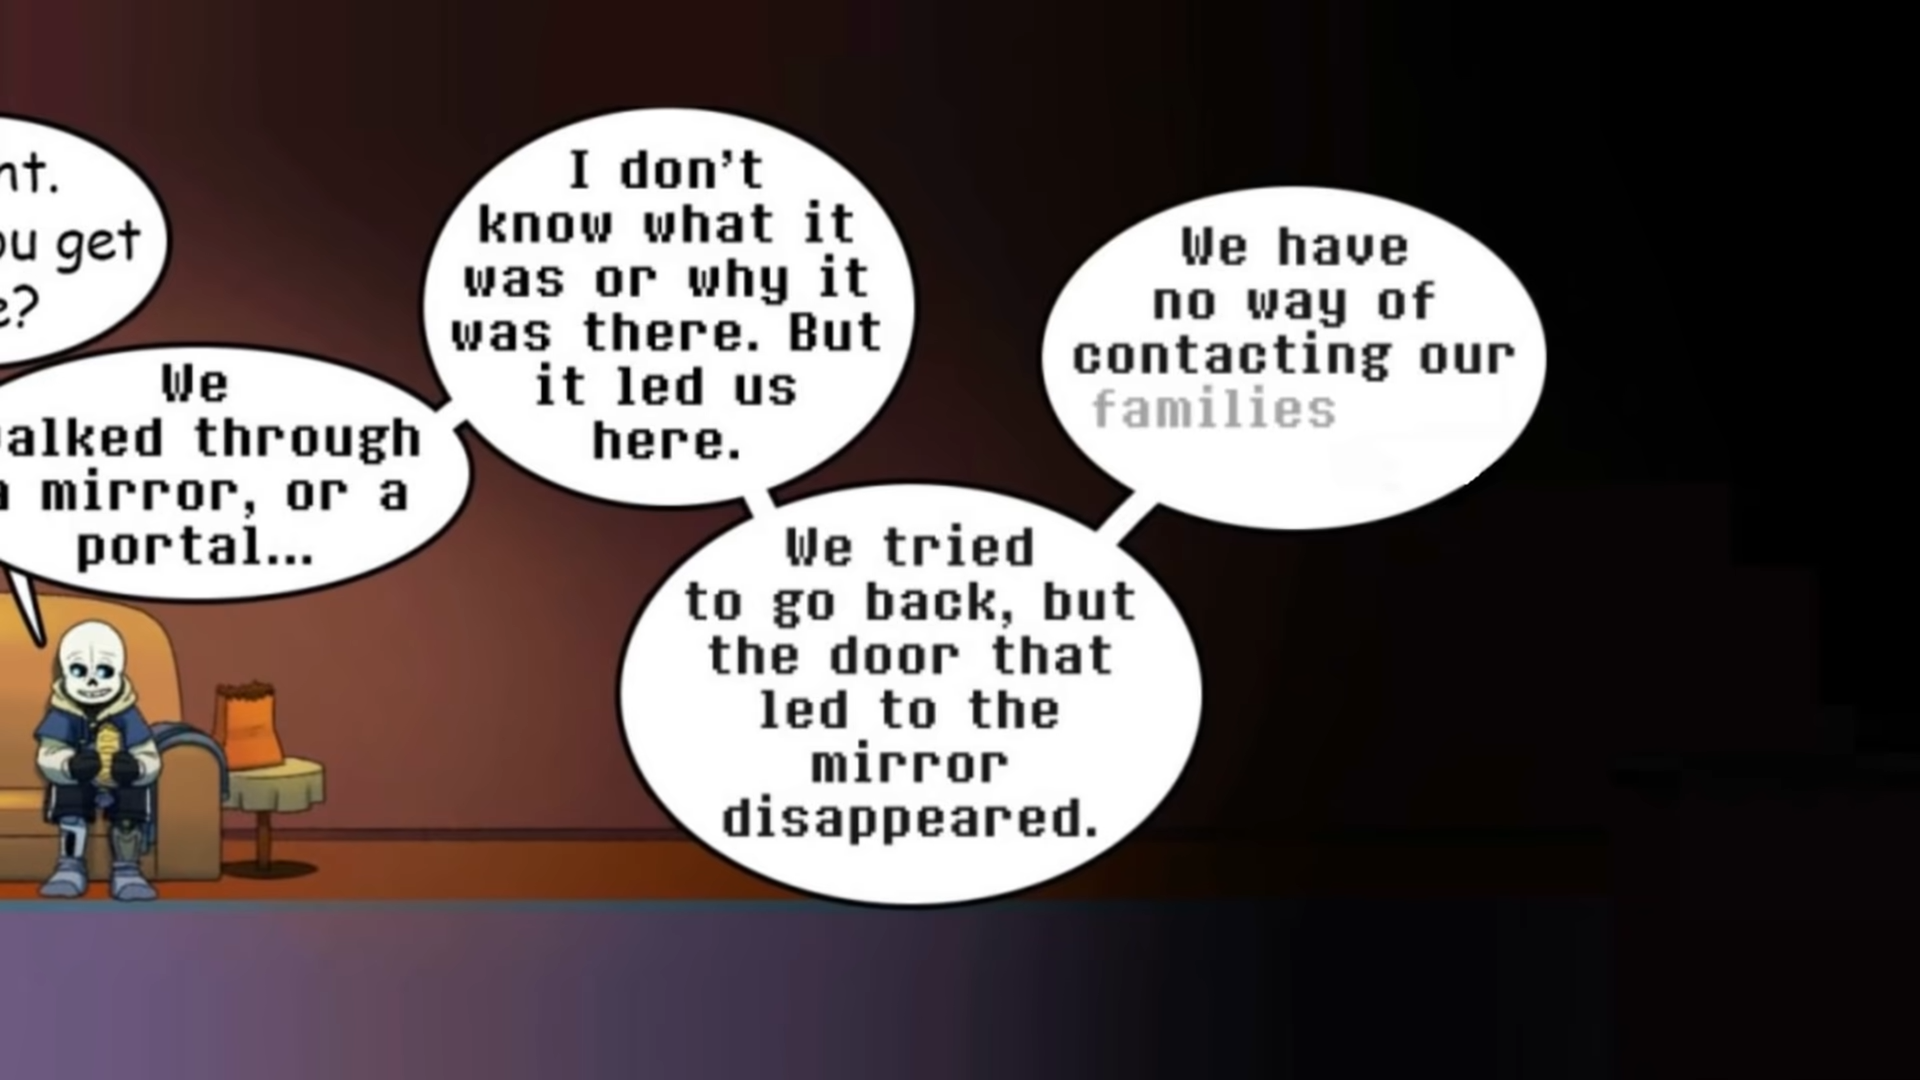 nt.
ou get
e?
We
alked through
a mirror, or a
portal...
I don't
know what it
was or why it
was there. But
it led us
here.
We tried
to go back, but
the door that
led to the
mirror
disappeared.
We have
no way of
contacting our
families